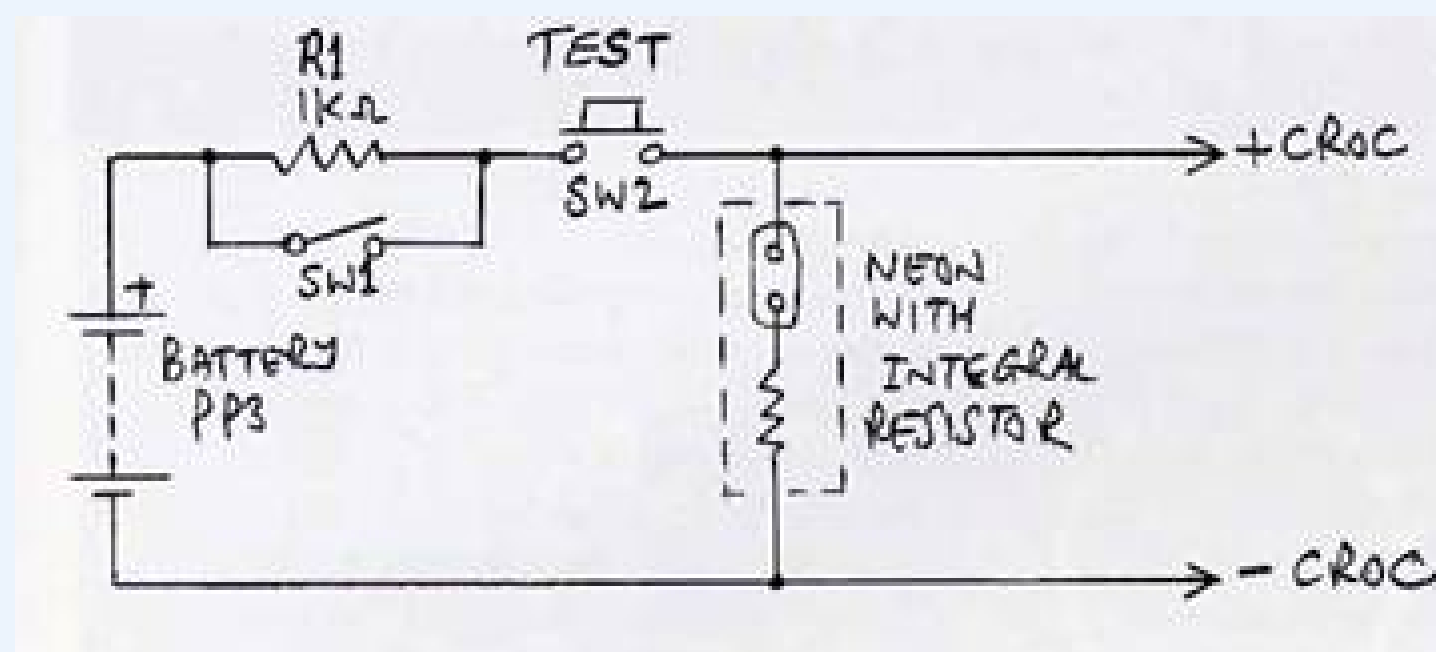 R1
1KΩ
TEST
+CROC
SW2
SW1
+
BATTERY
PP3
NEON
WITH
INTEGRAL
RESISTOR
- CROC